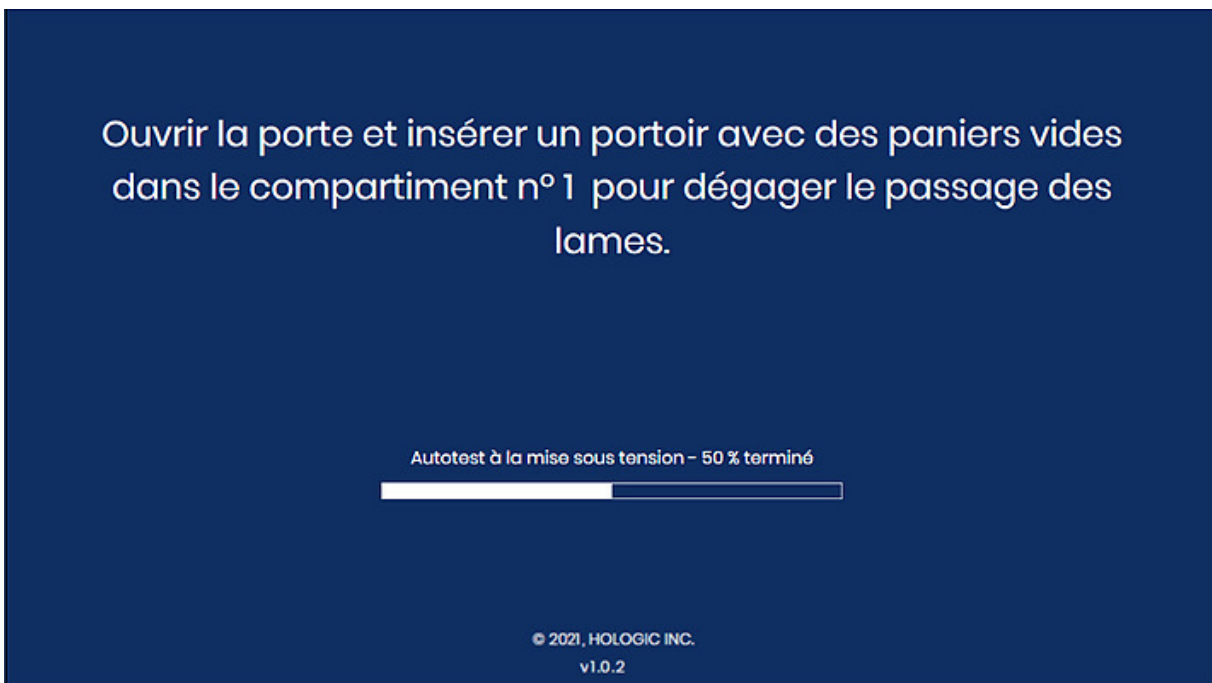 Ouvrir la porte et insérer un portoir avec des paniers vides
dans le compartiment nº 1 pour dégager le passage des
lames.
Autotest à la mise sous tension - 50 % terminé
© 2021, HOLOGIC INC.
v1.0.2